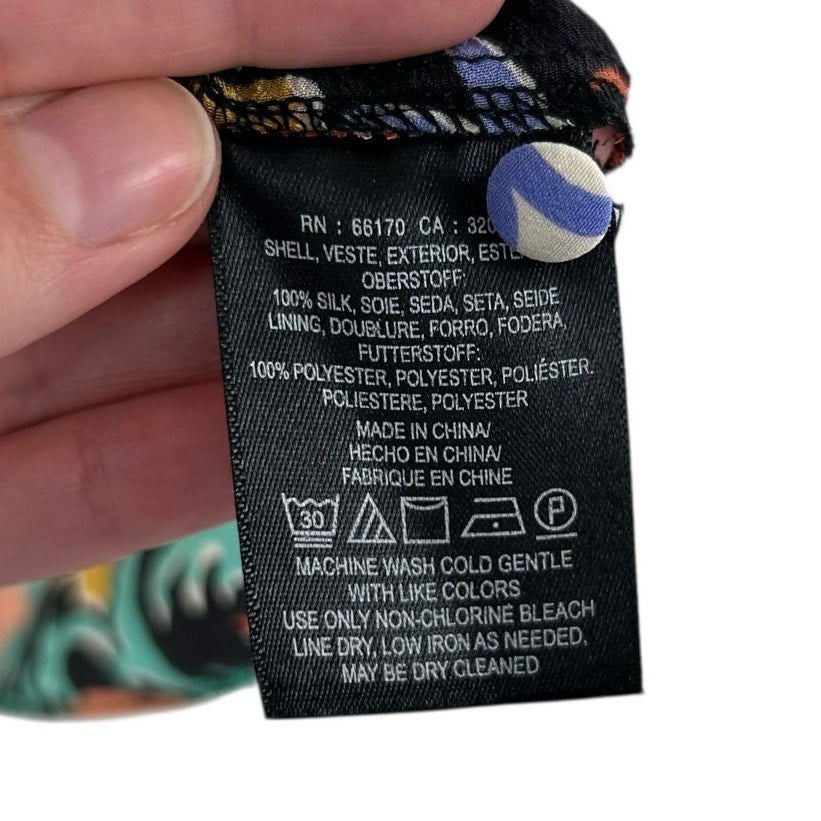 RN : 66170 CA : 320
SHELL, VESTE, EXTERIOR,
OBERSTOFF:
100% SILK, SOIE, SEDA, SETA, SEIDE
LINING, DOUBLURE, FORRO, FODERA,
FUTTERSTOFF:
100% POLYESTER, POLYESTER, POLIÉSTER.
POLIESTERE, POLYESTER
MADE IN CHINA/
HECHO EN CHINA/
FABRIQUE EN CHINE
30 P
MACHINE WASH COLD GENTLE
WITH LIKE COLORS
USE ONLY NON-CHLORINE BLEACH
LINE DRY, LOW IRON AS NEEDED,
MAY BE DRY CLEANED